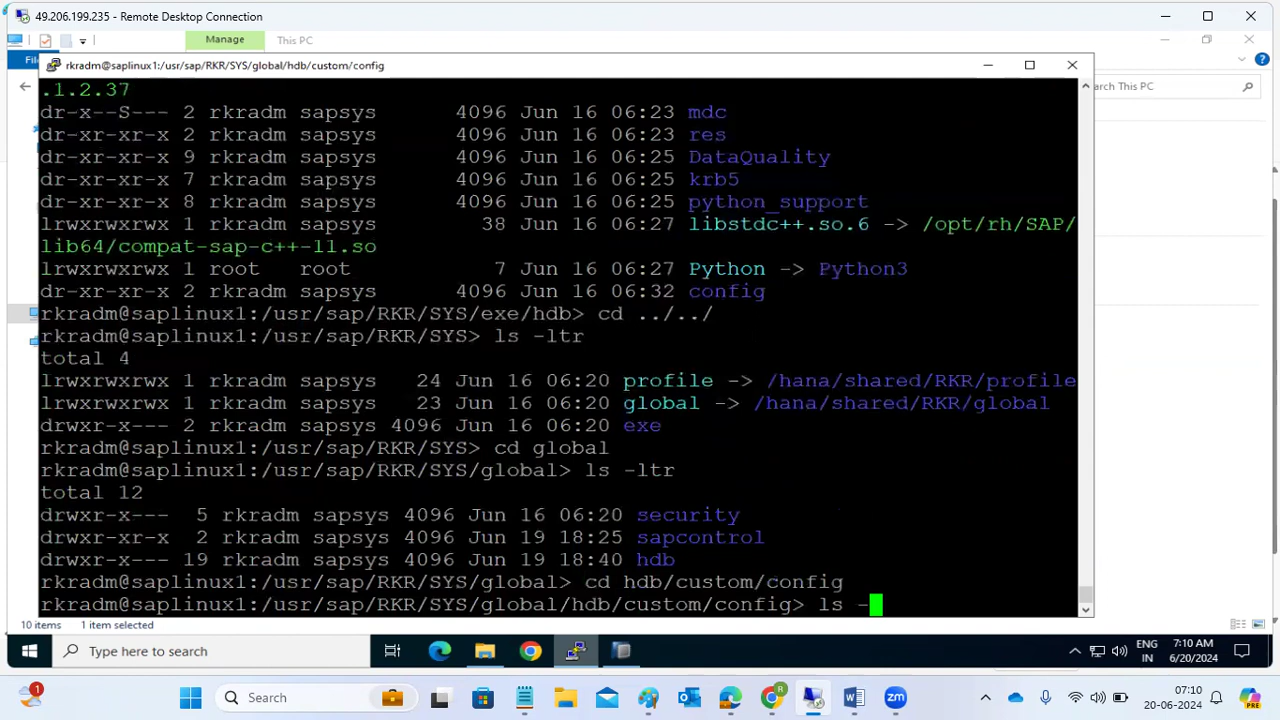 49.206.199.235 - Remote Desktop Connection
Manage
This PC
rkradm@saplinux1:/usr/sap/RKR/SYS/global/hdb/custom/config
arch This PC
.1.2.37
dr-x--S--- 2 rkradm sapsys 4096 Jun 16 06:23 mdc
dr-xr-xr-x 2 rkradm sapsys 4096 Jun 16 06:23 res
dr-xr-xr-x 9 rkradm sapsys 4096 Jun 16 06:25 DataQuality
dr-xr-xr-x 7 rkradm sapsys 4096 Jun 16 06:25 krb5
dr-xr-xr-x 8 rkradm sapsys 4096 Jun 16 06:25 python_support
lrwxrwxrwx 1 rkradm sapsys 38 Jun 16 06:27 libstdc++.so.6 -> /opt/rh/SAP/
lib64/compat-sap-c++-11.so
lrwxrwxrwx 1 root root 7 Jun 16 06:27 Python -> Python3
dr-xr-xr-x 2 rkradm sapsys 4096 Jun 16 06:32 config
rkradm@saplinux1:/usr/sap/RKR/SYS/exe/hdb> cd ../../
rkradm@saplinux1:/usr/sap/RKR/SYS> ls -ltr
total 4
lrwxrwxrwx 1 rkradm sapsys 24 Jun 16 06:20 profile -> /hana/shared/RKR/profile
lrwxrwxrwx 1 rkradm sapsys 23 Jun 16 06:20 global -> /hana/shared/RKR/global
drwxr-xr-x 2 rkradm sapsys 4096 Jun 16 06:20 exe
rkradm@saplinux1:/usr/sap/RKR/SYS> cd global
rkradm@saplinux1:/usr/sap/RKR/SYS/global> ls -ltr
total 12
drwxr-x--- 5 rkradm sapsys 4096 Jun 16 06:20 security
drwxr-xr-x 2 rkradm sapsys 4096 Jun 19 18:25 sapcontrol
drwxr-x--- 19 rkradm sapsys 4096 Jun 19 18:40 hdb
rkradm@saplinux1:/usr/sap/RKR/SYS/global> cd hdb/custom/config
rkradm@saplinux1:/usr/sap/RKR/SYS/global/hdb/custom/config> ls -
10 items 1 item selected
Type here to search
ENG
IN
7:10 AM
6/20/2024
1
Search
07:10
20-06-2024
PRE